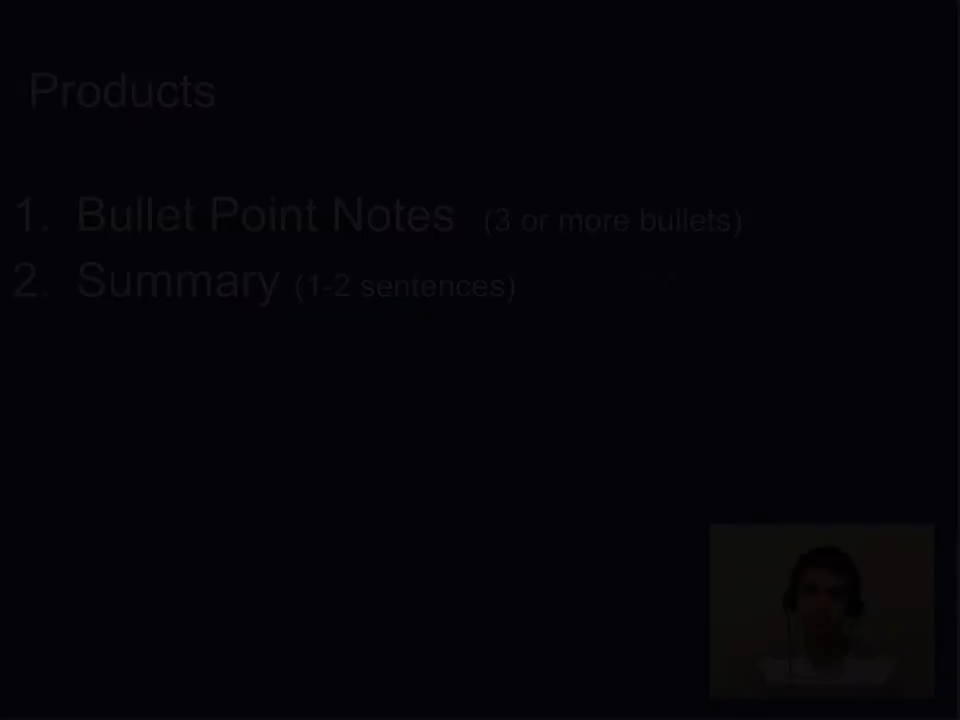 Products
1. Bullet Point Notes (3 or more bullets)
2. Summary (1-2 sentences)